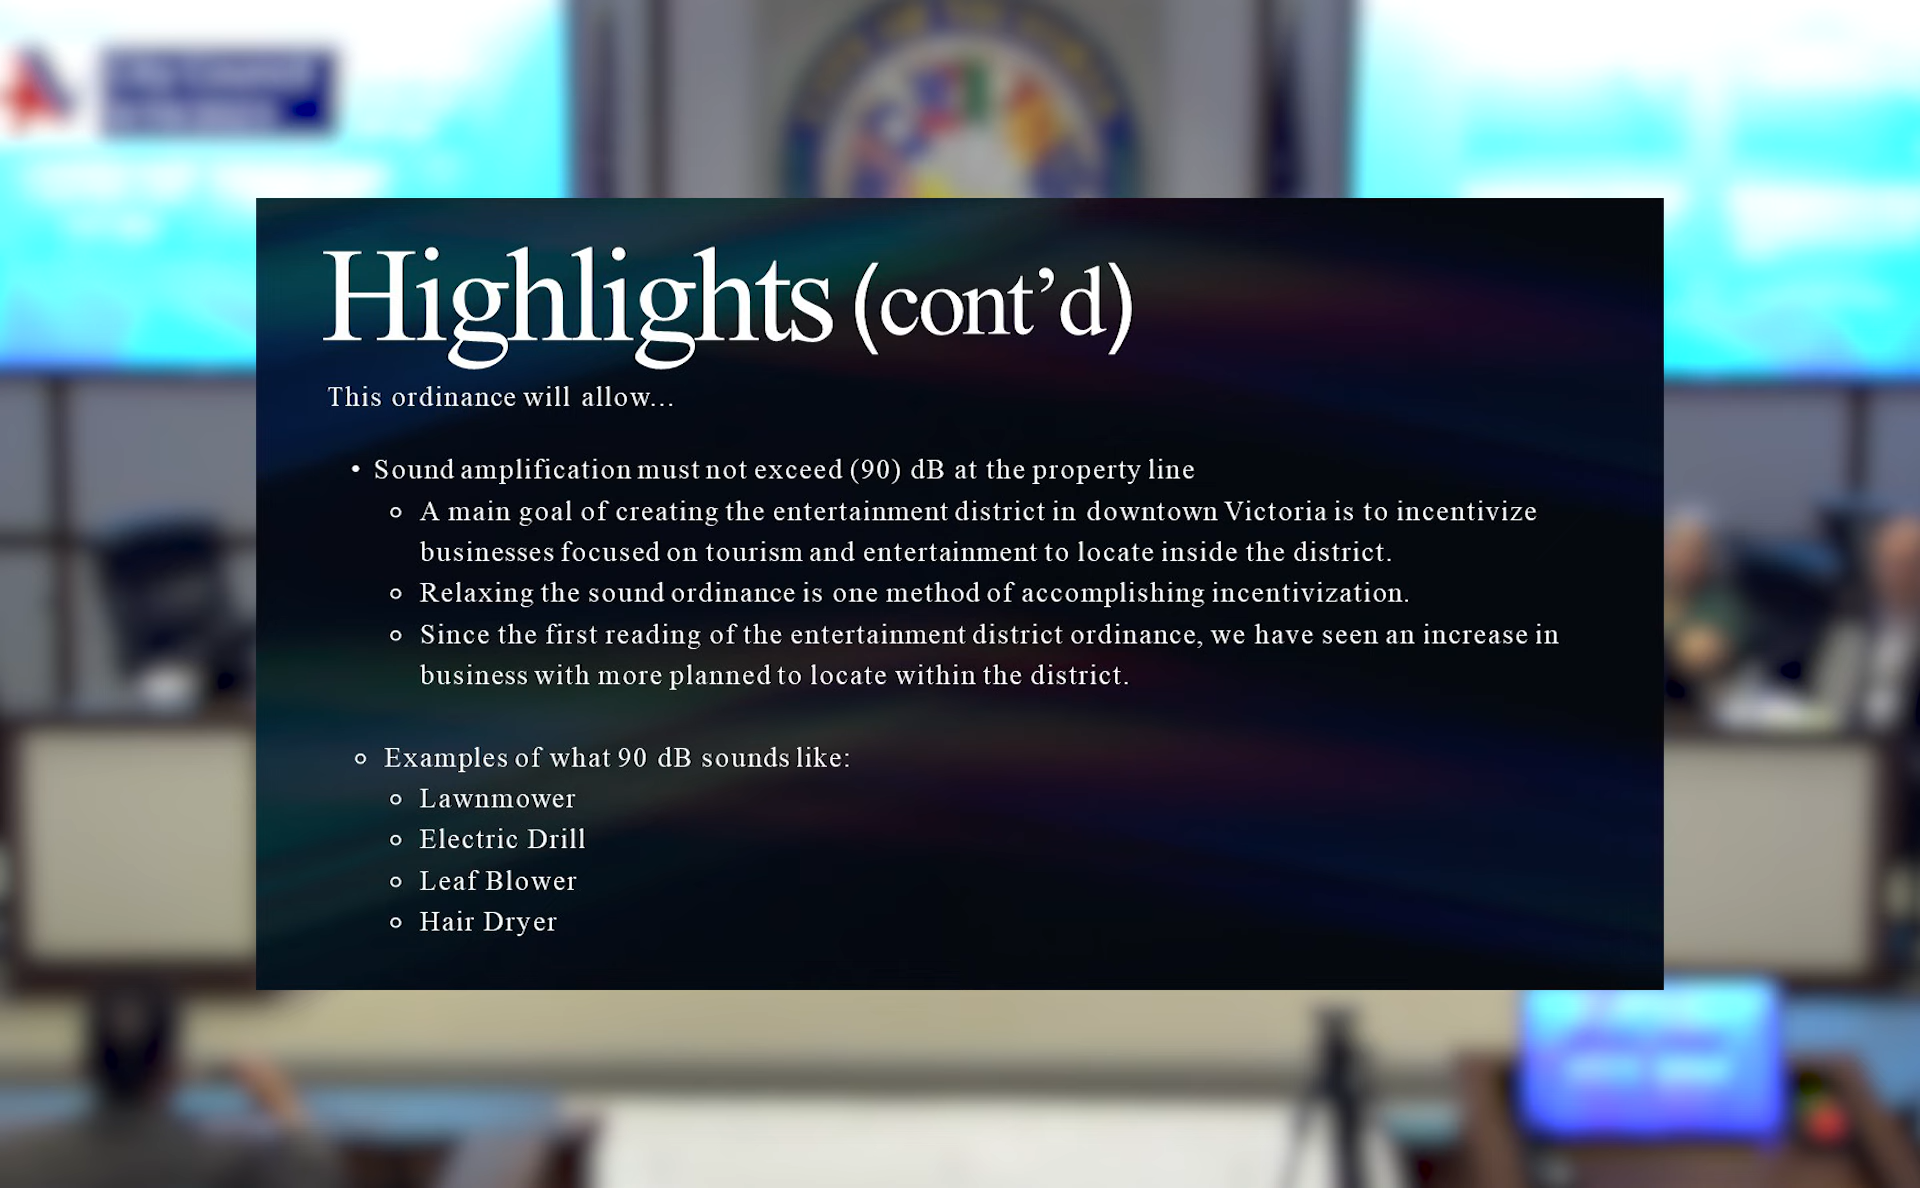 Highlights (cont’d)
This ordinance will allow...
• Sound amplification must not exceed (90) dB at the property line
○ A main goal of creating the entertainment district in downtown Victoria is to incentivize
businesses focused on tourism and entertainment to locate inside the district.
○ Relaxing the sound ordinance is one method of accomplishing incentivization.
○ Since the first reading of the entertainment district ordinance, we have seen an increase in
business with more planned to locate within the district.
○ Examples of what 90 dB sounds like:
○ Lawnmower
○ Electric Drill
○ Leaf Blower
○ Hair Dryer